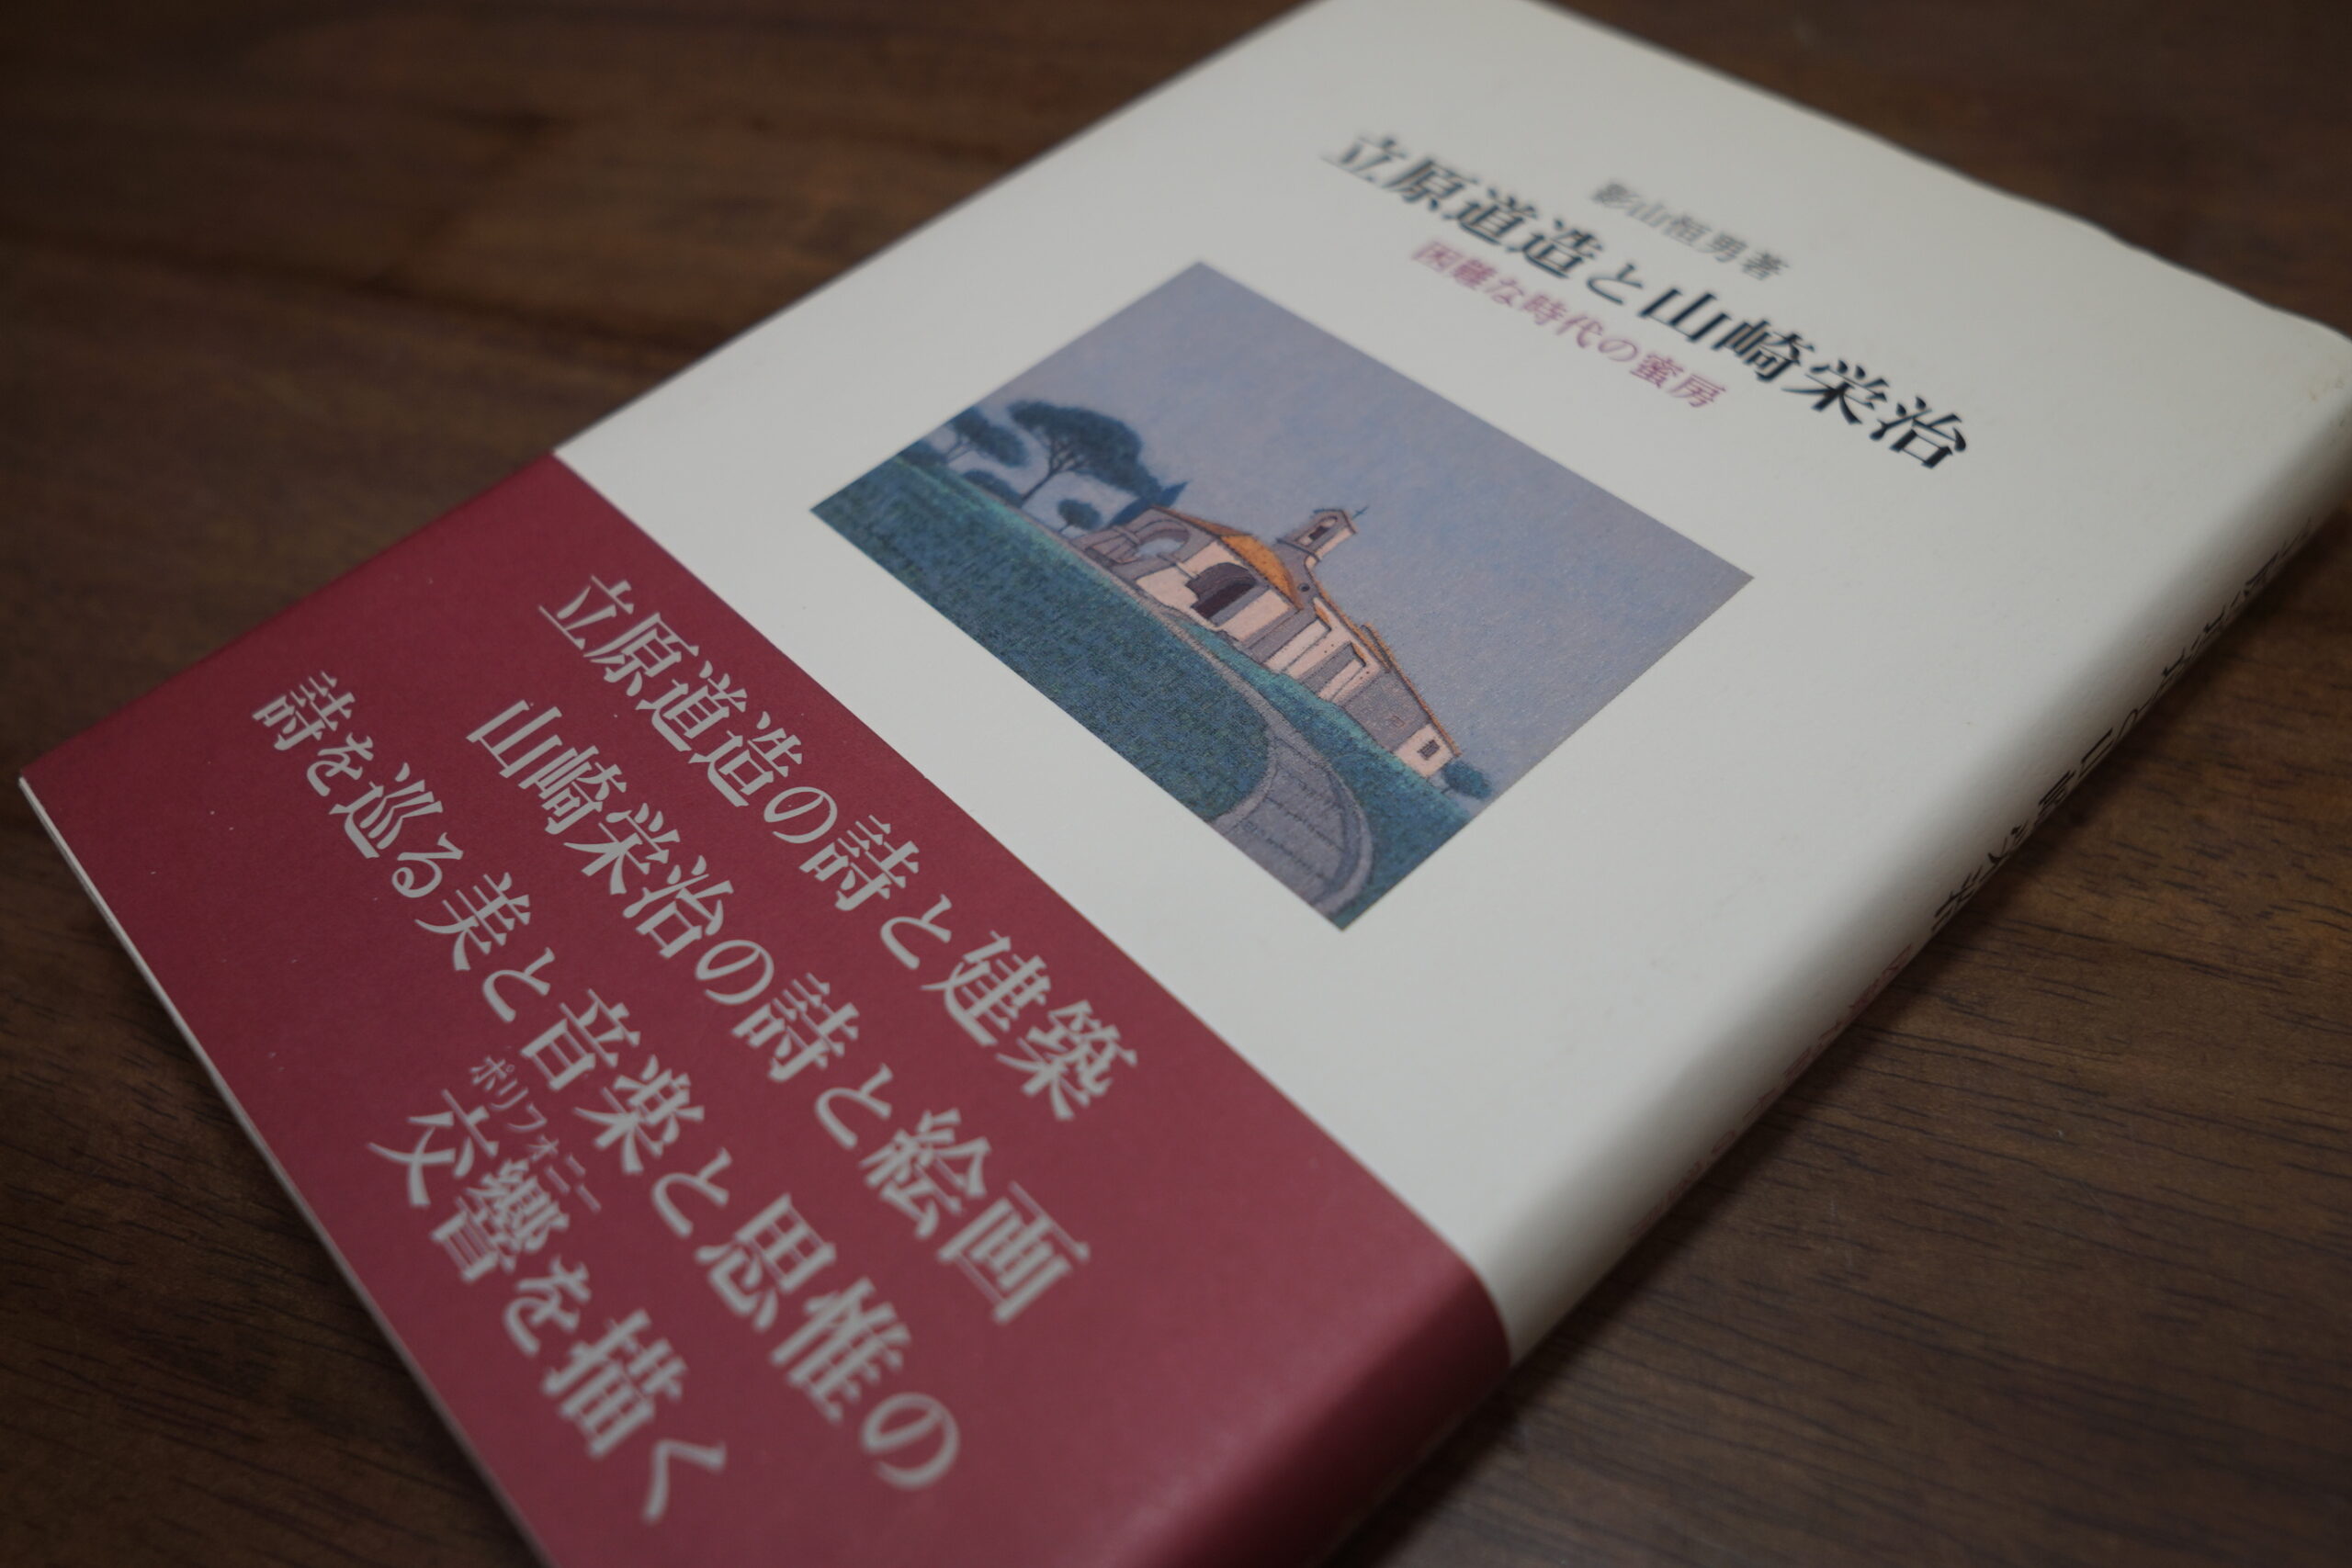 影山恒男著
立原道造と山崎栄治
困難な時代の蜜房
立原道造の詩と建築
山崎栄治の詩と絵画
詩を巡る美と音楽と思惟の
ポリフォニー
交響を描く